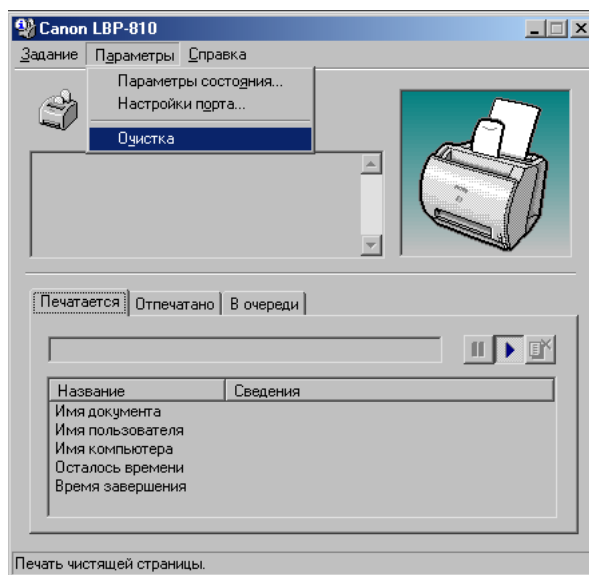 Canon LBP-810
Задание Параметры Справка
Параметры состояния...
Настройки порта...
Очистка
Печатается Отпечатано В очереди
Название Сведения
Имя документа
Имя пользователя
Имя компьютера
Осталось времени
Время завершения
Печать чистящей страницы.